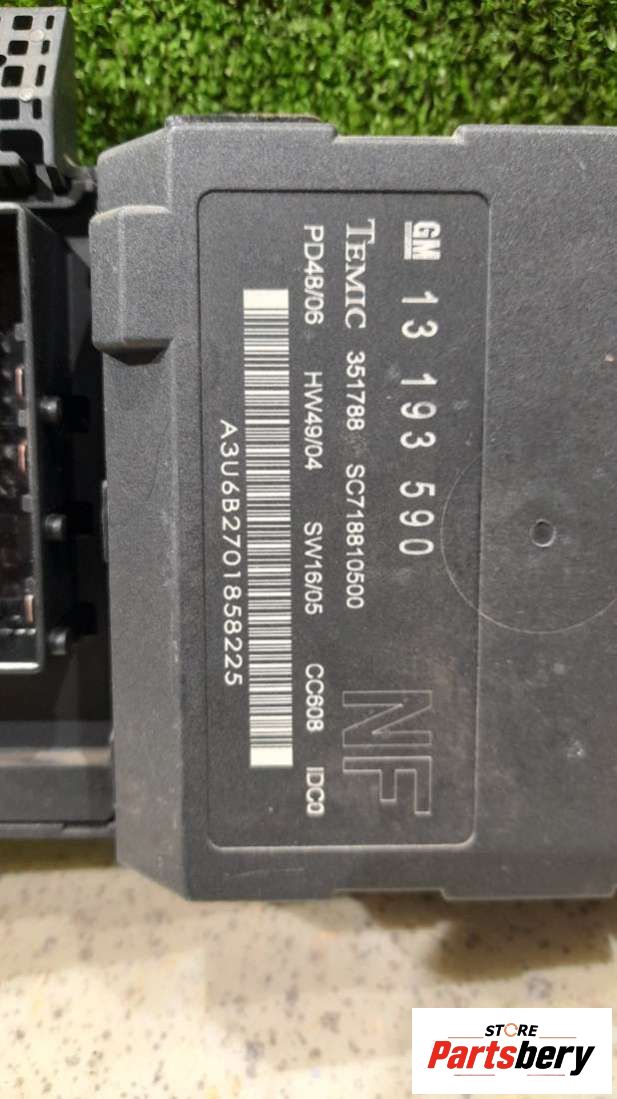 GM 13 193 590
TEMIC 351788 SC718810500 NF
PD48/06 HW49/04 SW16/05 CC608 IDC0
A3U6B2701858225
STORE
Partsbery